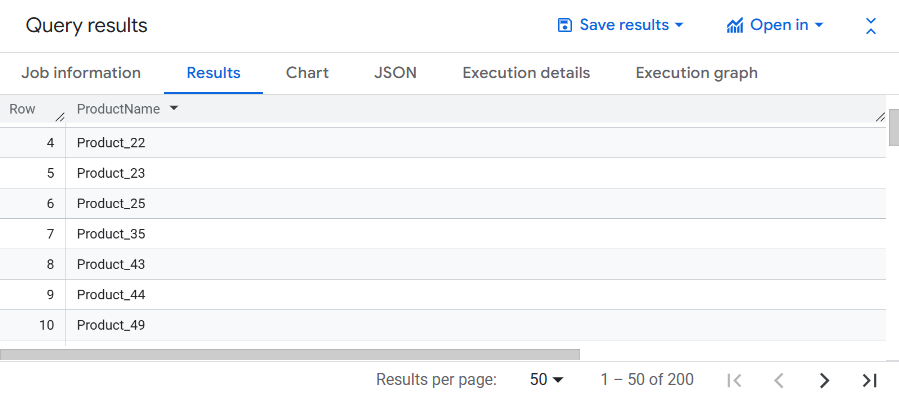 Query results Save results Open in
Job information Results Chart JSON Execution details Execution graph
Row ProductName
4 Product_22
5 Product_23
6 Product_25
7 Product_35
8 Product_43
9 Product_44
10 Product_49
Results per page: 50 1 – 50 of 200